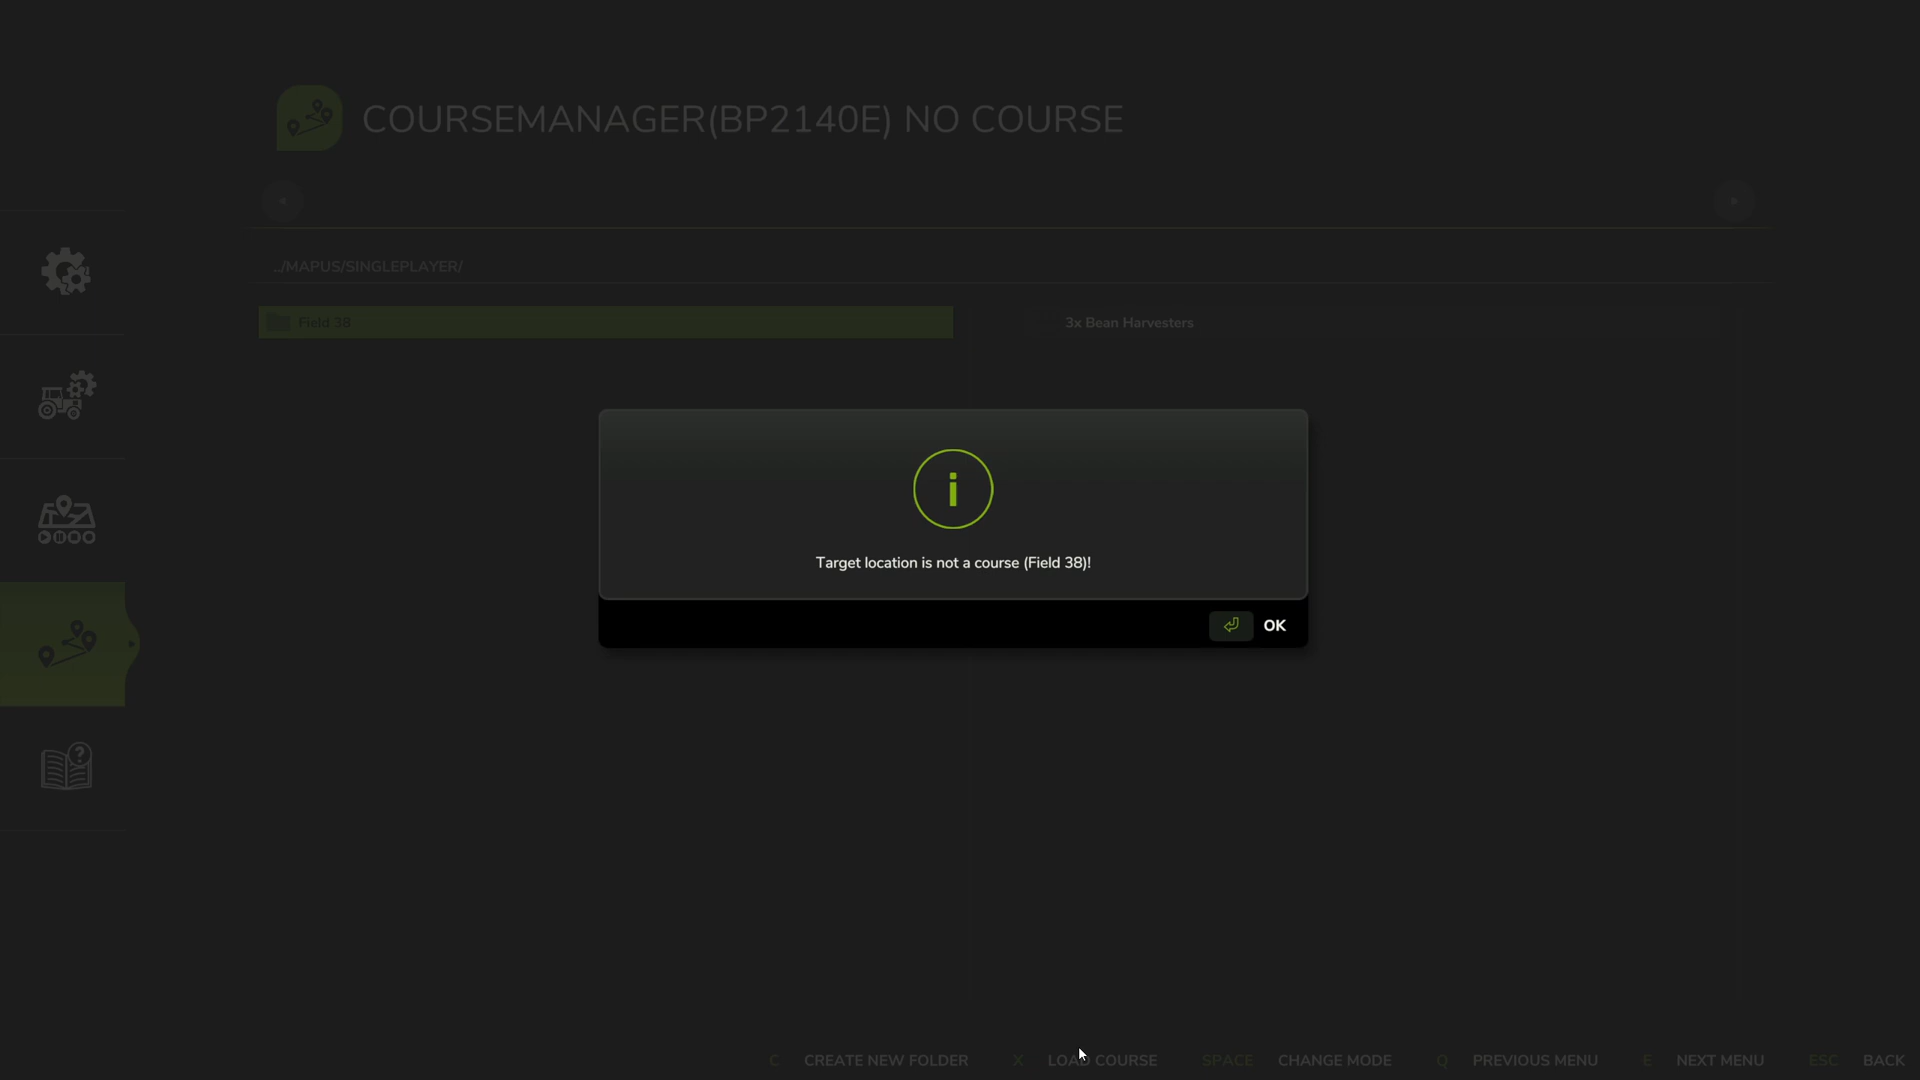 COURSEMANAGER(BP2140E) NO COURSE
../MAPUS/SINGLEPLAYER/
Field 38
3x Bean Harvesters
Target location is not a course (Field 38)!
OK
C CREATE NEW FOLDER X LOAD COURSE SPACE CHANGE MODE Q PREVIOUS MENU E NEXT MENU ESC BACK